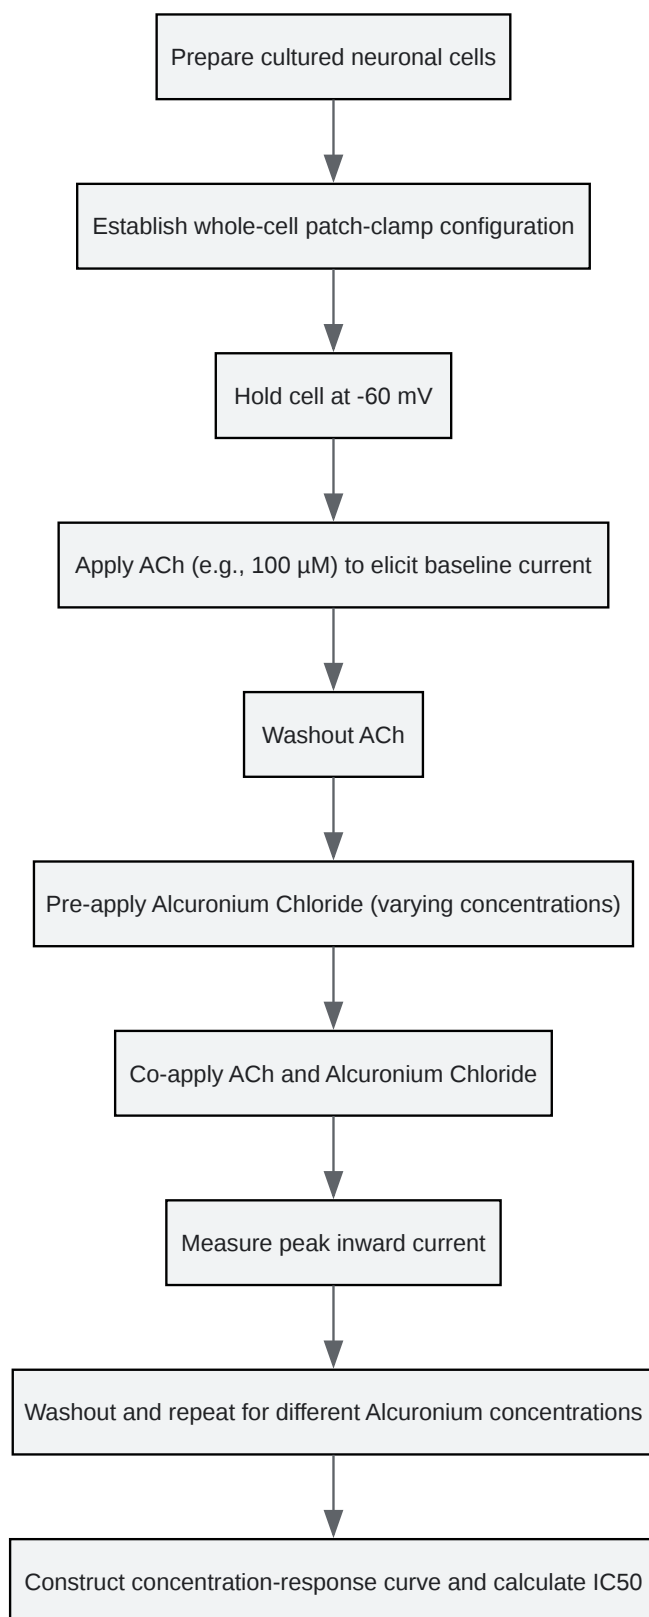 Prepare cultured neuronal cells
Establish whole-cell patch-clamp configuration
Hold cell at -60 mV
Apply ACh (e.g., 100 µM) to elicit baseline current
Washout ACh
Pre-apply Alcuronium Chloride (varying concentrations)
Co-apply ACh and Alcuronium Chloride
Measure peak inward current
Washout and repeat for different Alcuronium concentrations
Construct concentration-response curve and calculate IC50